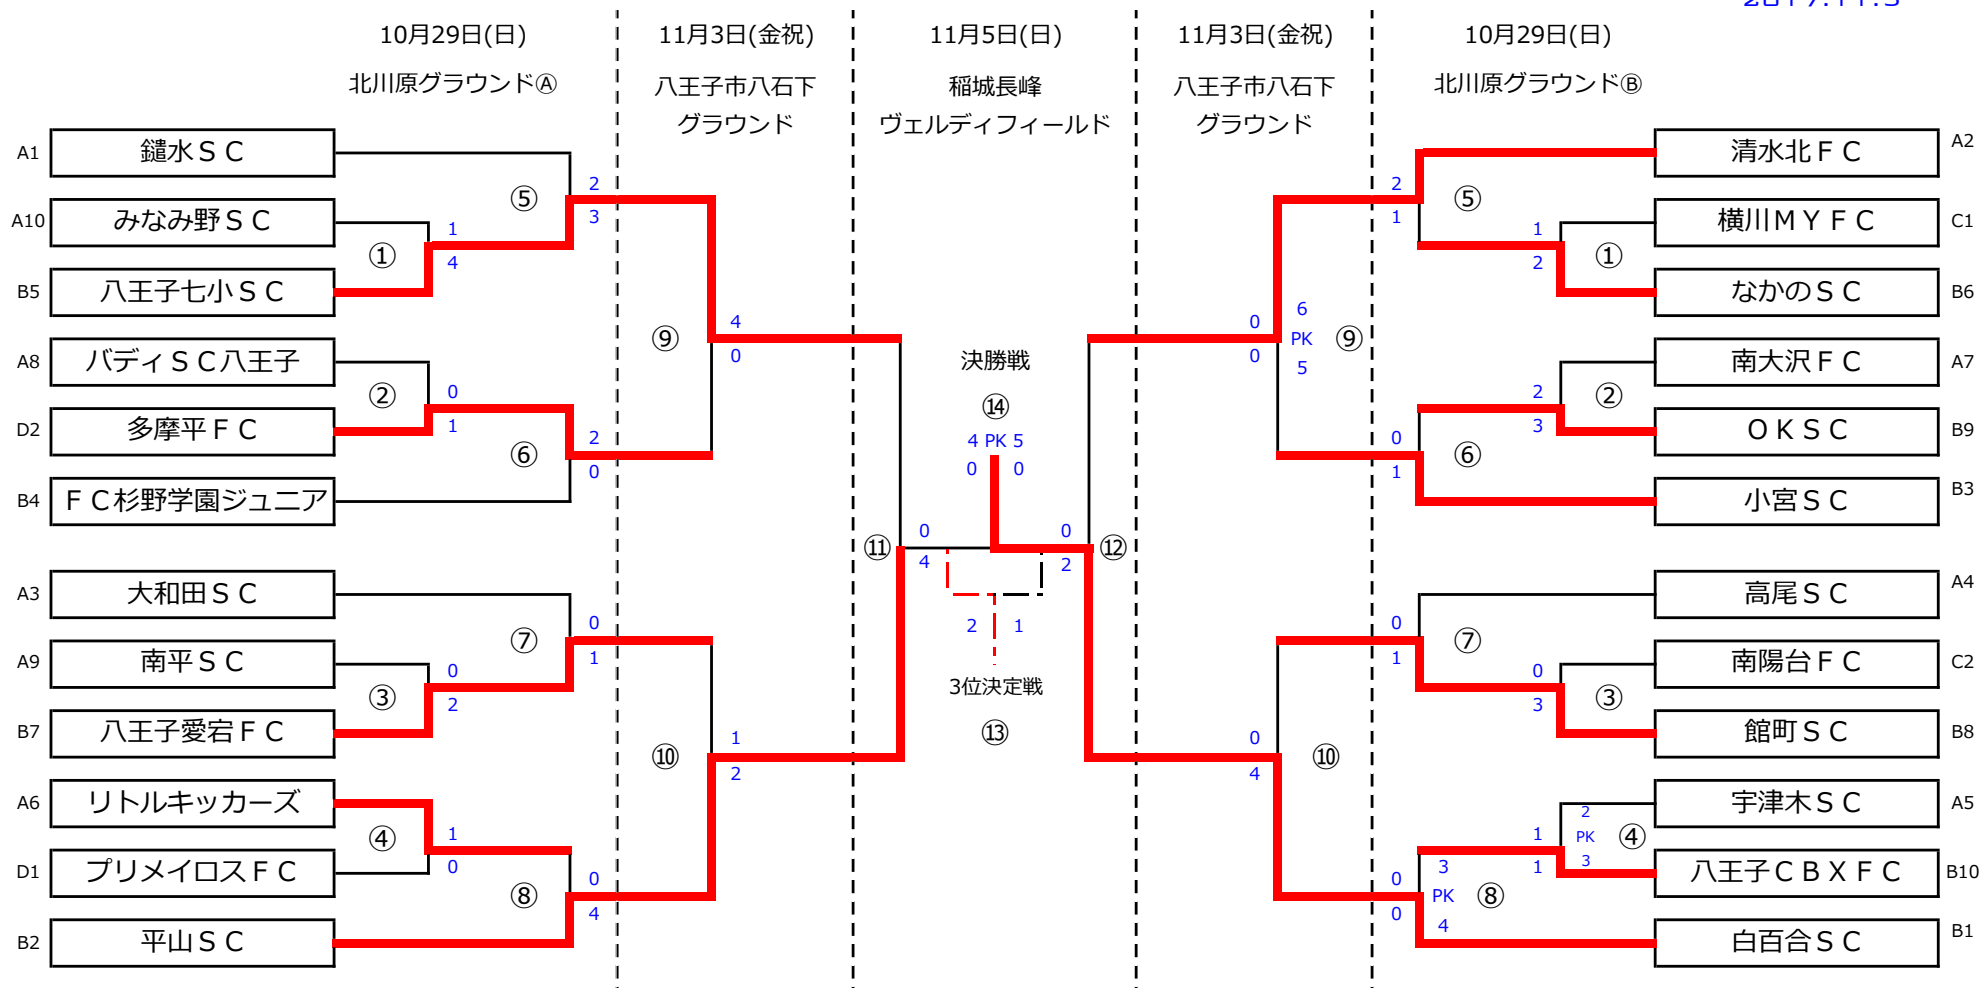 10月29日(日)
北川原グラウンドⒶ
11月3日(金祝)
八王子市八石下
グラウンド
11月5日(日)
稲城長峰
ヴェルディフィールド
11月3日(金祝)
八王子市八石下
グラウンド
10月29日(日)
北川原グラウンドⒷ
A1 鑓水ＳＣ
A10 みなみ野ＳＣ
B5 八王子七小ＳＣ
A8 バディＳＣ八王子
D2 多摩平ＦＣ
B4 ＦＣ杉野学園ジュニア
A3 大和田ＳＣ
A9 南平ＳＣ
B7 八王子愛宕ＦＣ
A6 リトルキッカーズ
D1 プリメイロスＦＣ
B2 平山ＳＣ
① 1 4
② 0 1
③ 0 2
④ 1 0
⑤ 2 3
⑥ 2 0
⑦ 0 1
⑧ 0 4
⑨ 4 0
⑩ 1 2
⑪ 0 4
決勝戦
⑭
4 PK 5
0 0
2 1
3位決定戦
⑬
⑫ 0 2
⑨ 0 0
6 PK 5
⑩ 0 4
⑤ 2 1
⑥ 0 1
⑦ 0 1
⑧ 0 0
3 PK 4
① 1 2
② 2 3
③ 0 3
④ 1 1
2 PK 3
清水北ＦＣ A2
横川ＭＹＦＣ C1
なかのＳＣ B6
南大沢ＦＣ A7
ＯＫＳＣ B9
小宮ＳＣ B3
高尾ＳＣ A4
南陽台ＦＣ C2
館町ＳＣ B8
宇津木ＳＣ A5
八王子ＣＢＸＦＣ B10
白百合ＳＣ B1